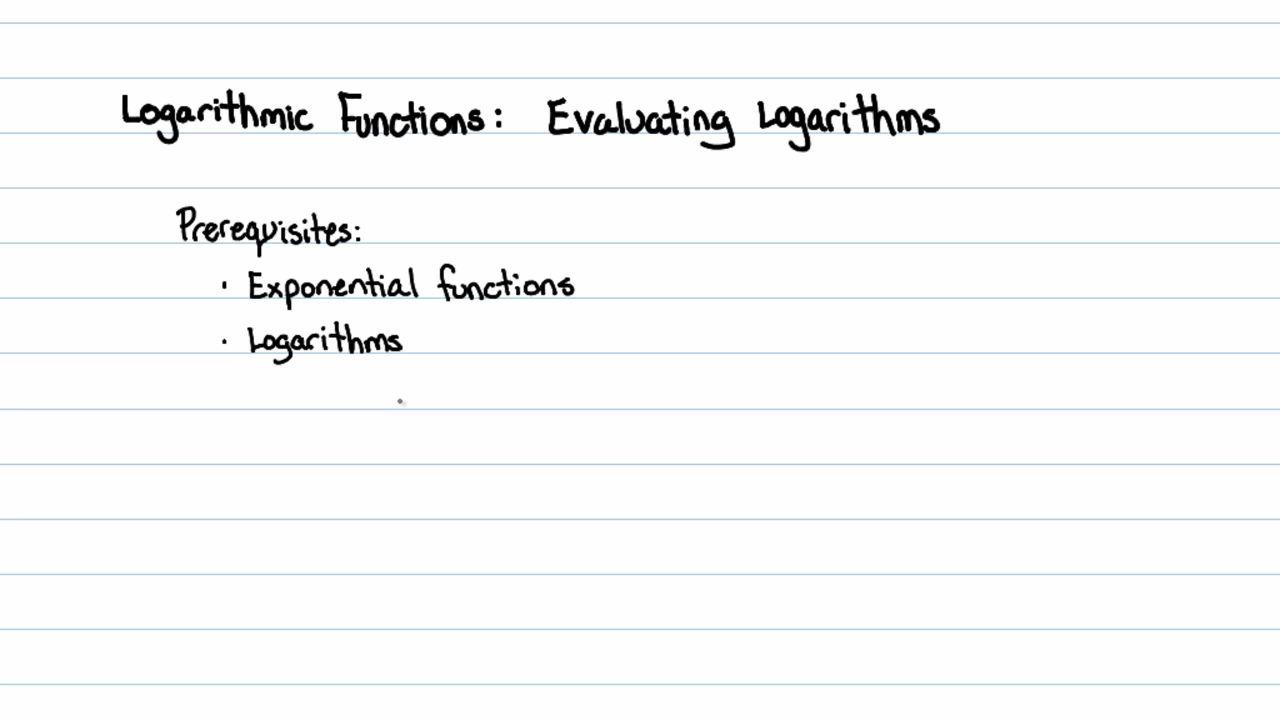 Logarithmic Functions: Evaluating Logarithms
Prerequisites:
· Exponential functions
· Logarithms